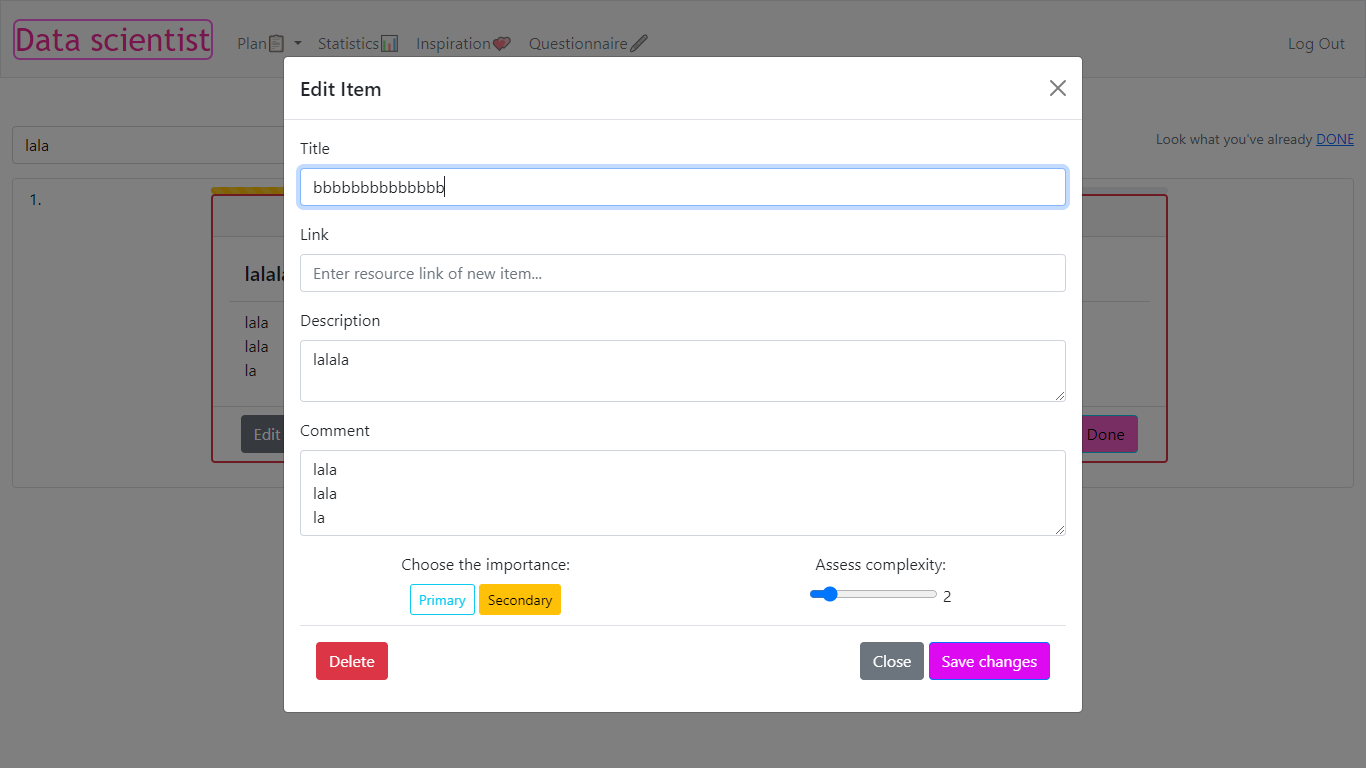 Data scientist
Plan📋 Statistics📊 Inspiration💞 Questionnaire🖊 Log Out
Edit Item
Look what you've already DONE
lala
1.
Title
bbbbbbbbbbbbbb
Link
Enter resource link of new item...
lalala
Description
lala
lala
la
lalala
Comment
Edit
Done
lala
lala
la
Choose the importance:
Assess complexity:
Primary Secondary
2
Delete
Close Save changes